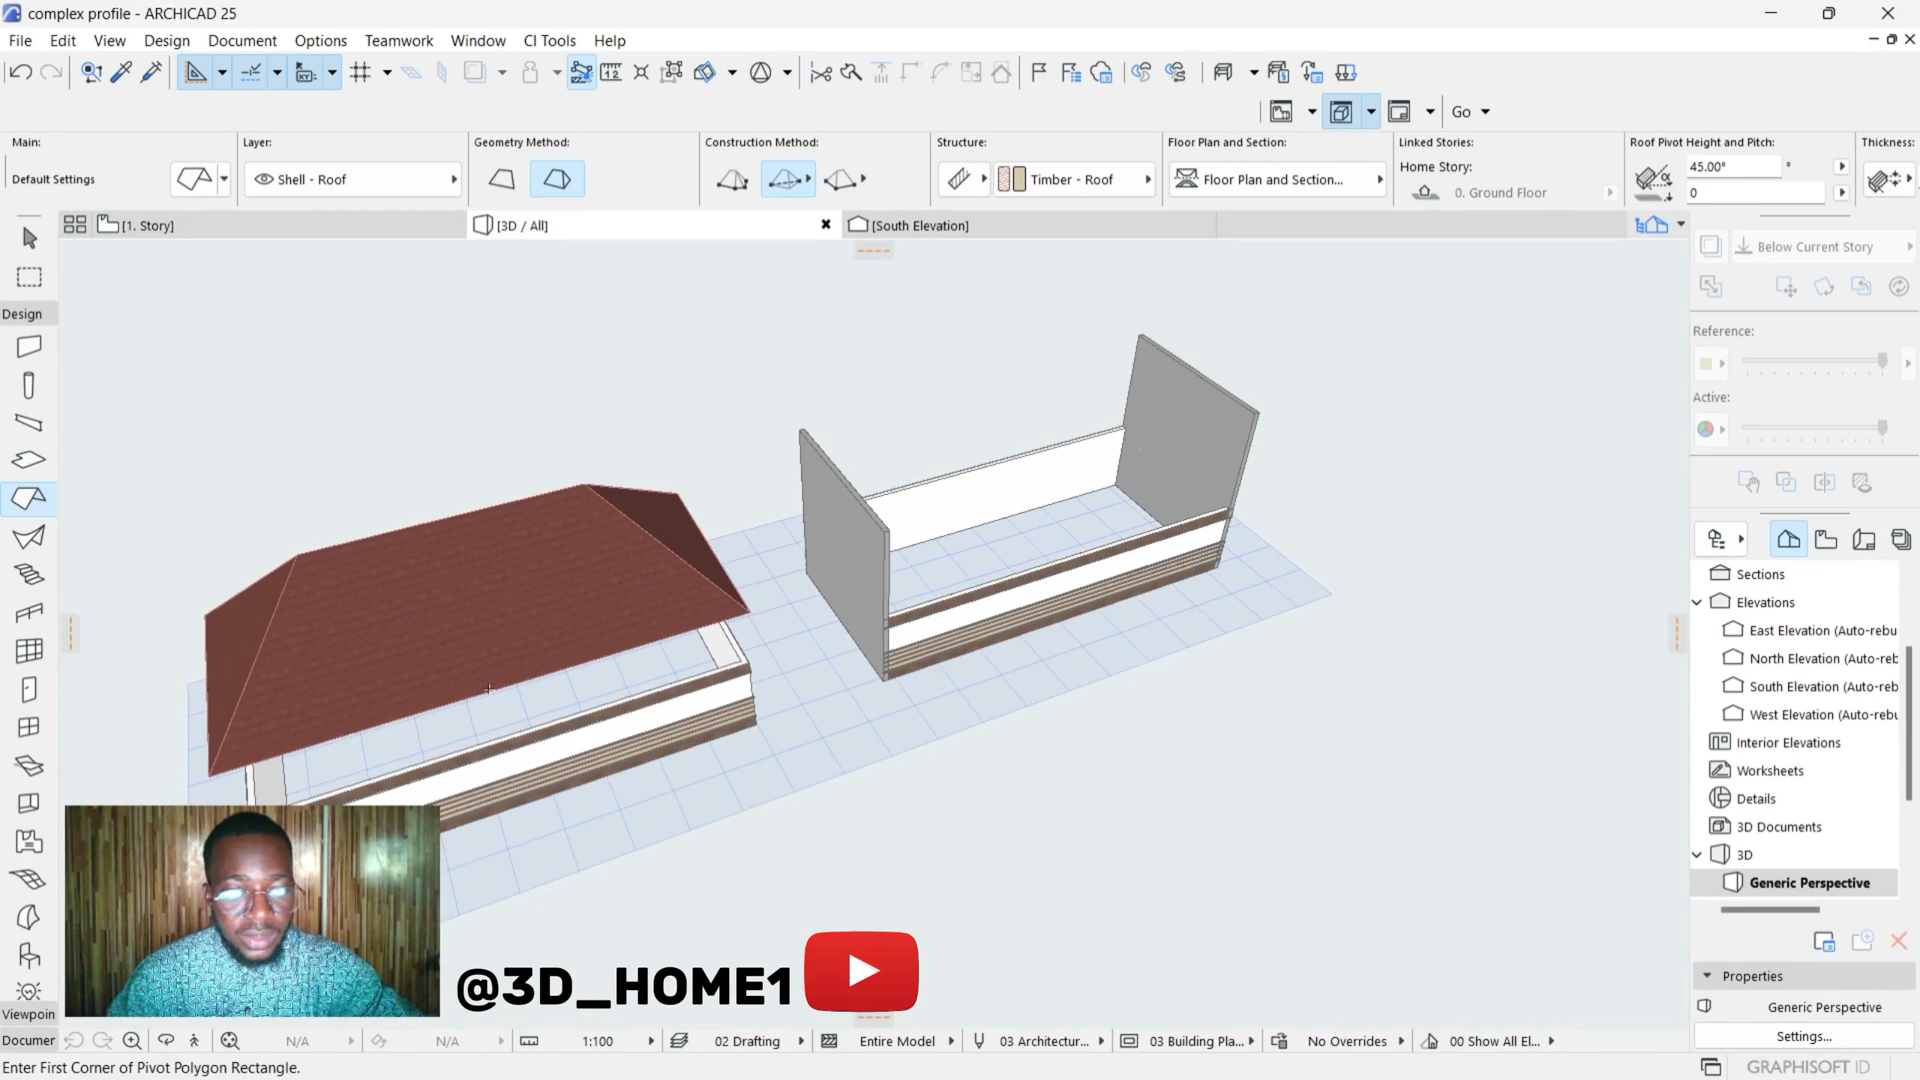 complex profile - ARCHICAD 25
File Edit View Design Document Options Teamwork Window CI Tools Help
Go
Main:
Default Settings
Layer:
Shell - Roof
Geometry Method:
Construction Method:
Structure:
Timber - Roof
Floor Plan and Section:
Floor Plan and Section...
Linked Stories:
Home Story:
0. Ground Floor
Roof Pivot Height and Pitch:
45.00°
0
Thickness:
[1. Story]
[3D / All]
[South Elevation]
Design
Viewpoin
Documer
Below Current Story
Reference:
Active:
Sections
Elevations
East Elevation (Auto-rebu
North Elevation (Auto-reb
South Elevation (Auto-reb
West Elevation (Auto-rebu
Interior Elevations
Worksheets
Details
3D Documents
3D
Generic Perspective
Properties
Generic Perspective
Settings...
@3D_HOME1
N/A N/A 1:100 02 Drafting Entire Model 03 Architectur... 03 Building Pla... No Overrides 00 Show All El...
Enter First Corner of Pivot Polygon Rectangle.
GRAPHISOFT ID